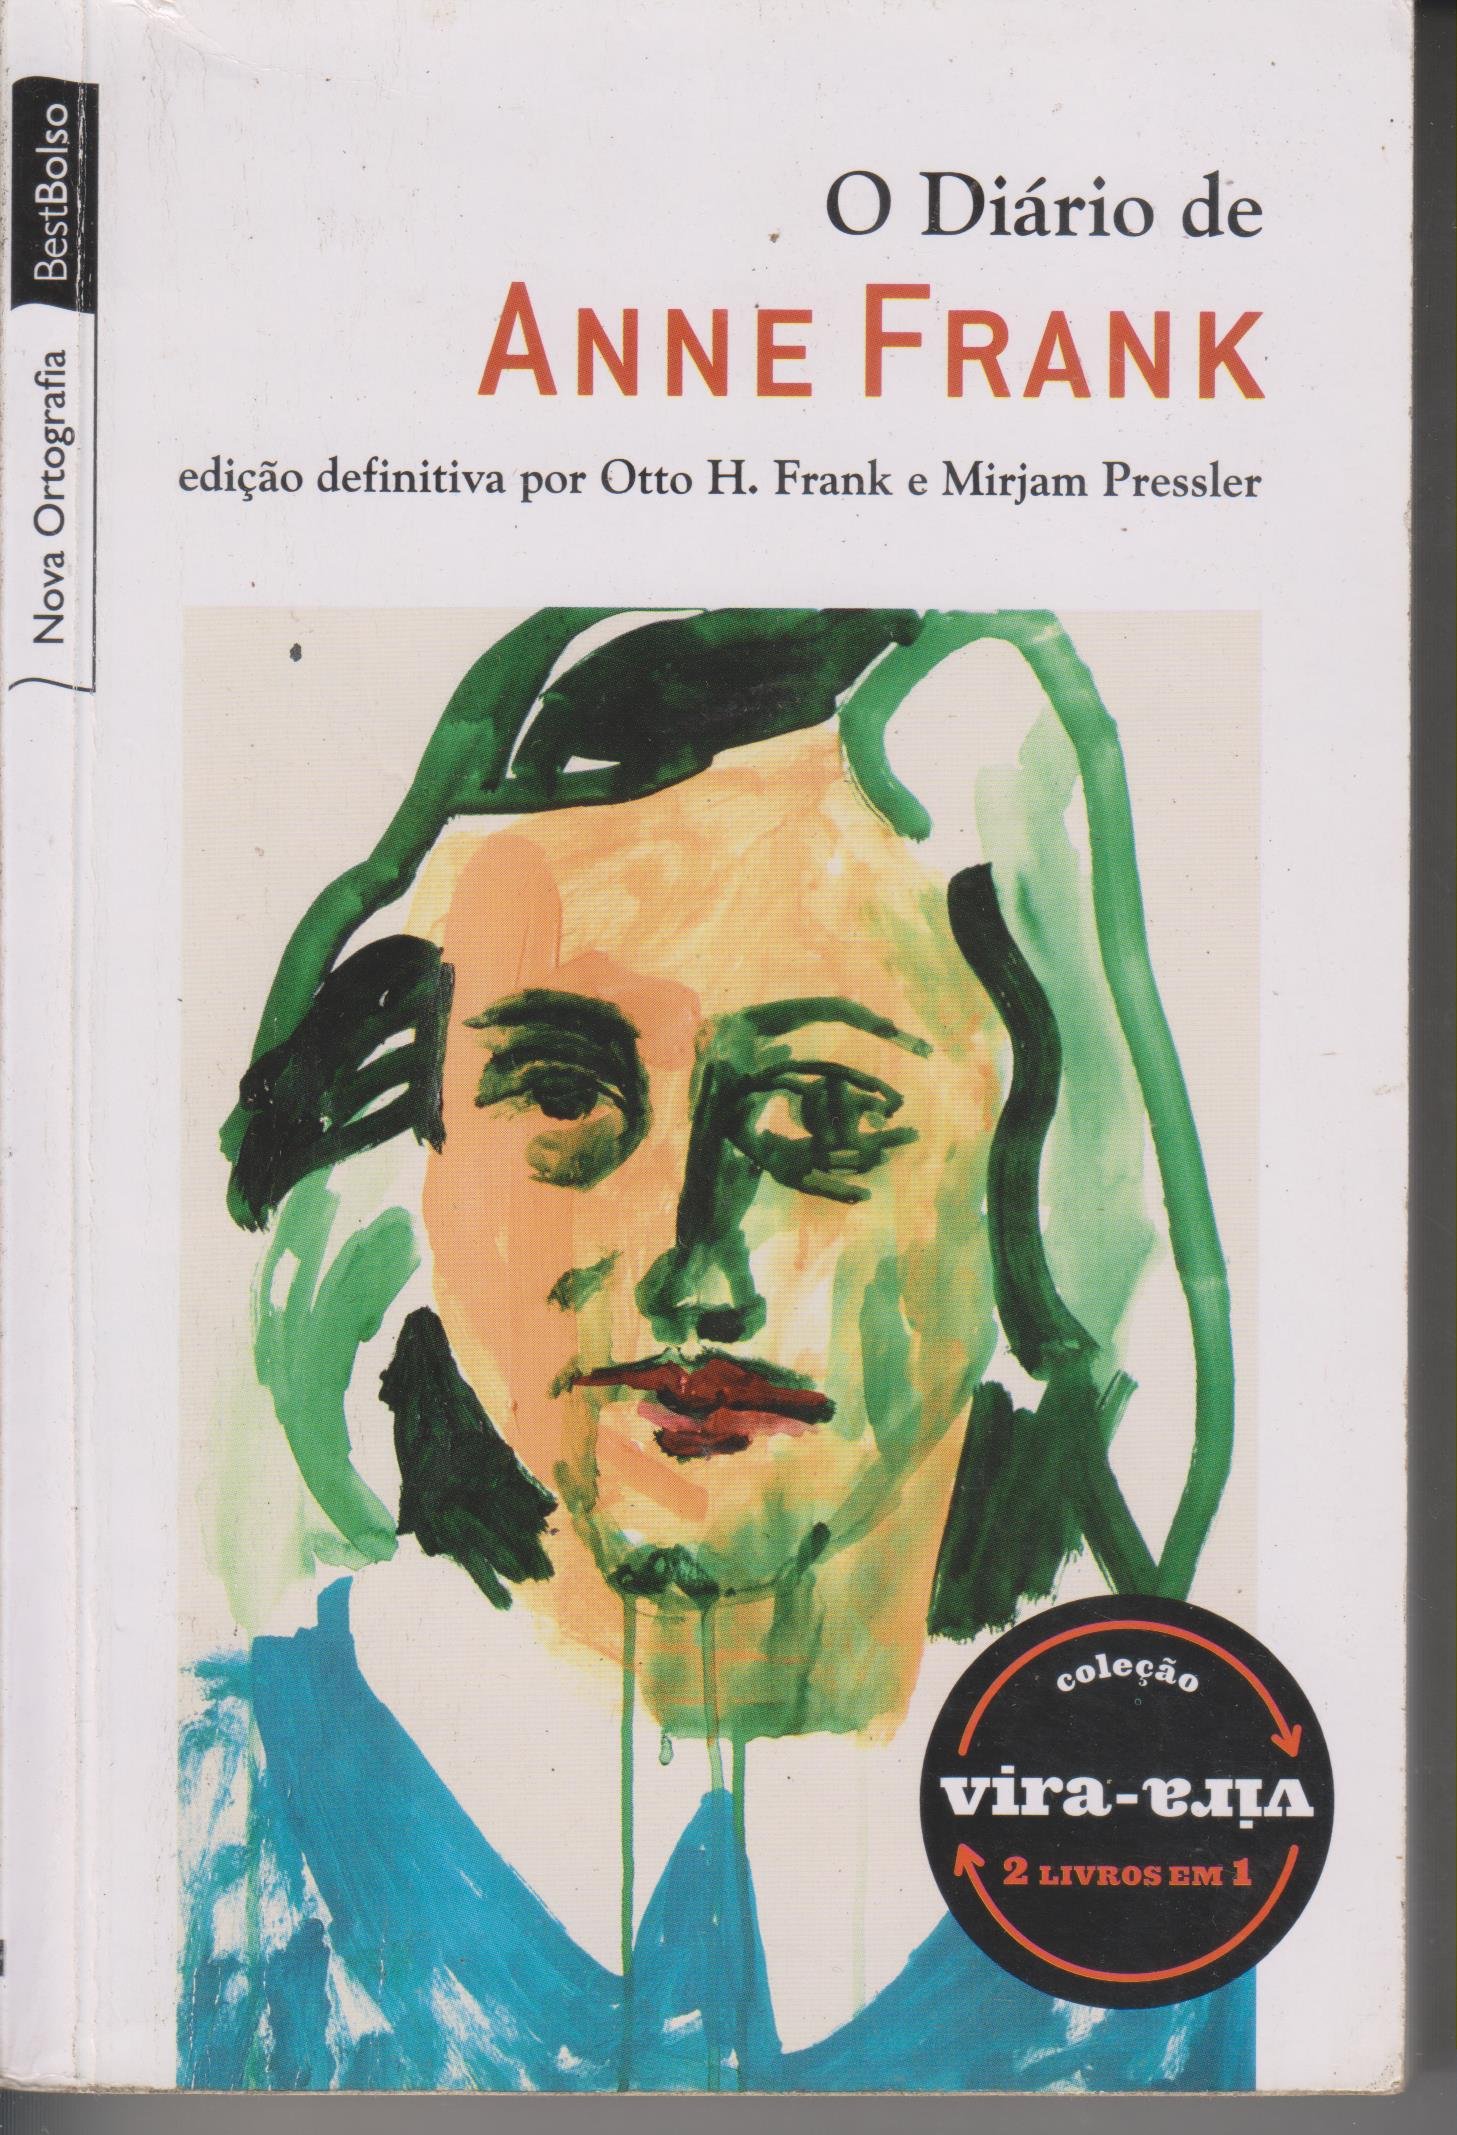 O Diário de
ANNE FRANK
edição definitiva por Otto H. Frank e Mirjam Pressler
BestBolso
Nova Ortografia
coleção
vira-vira
2 LIVROS EM 1